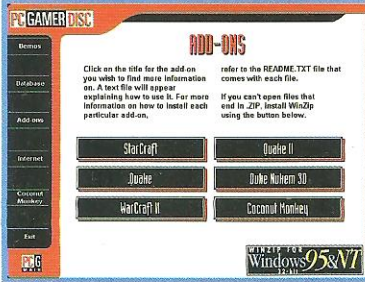 PC GAMER DISC
ADD-ONS
Demos
Database
Add-ons
Internet
Coconut
Monkey
Exit
Click on the title for the add-on
you wish to find more information
on. A text file will appear
explaining how to use it. For more
information on how to install each
particular add-on,
refer to the README.TXT file that
comes with each file.
If you can't open files that
end in .ZIP, install WinZip
using the button below.
StarCraft
Quake II
Quake
Duke Nukem 3D
WarCraft II
Coconut Monkey
WINZIP FOR
Windows 95&NT
32-bit
PCG